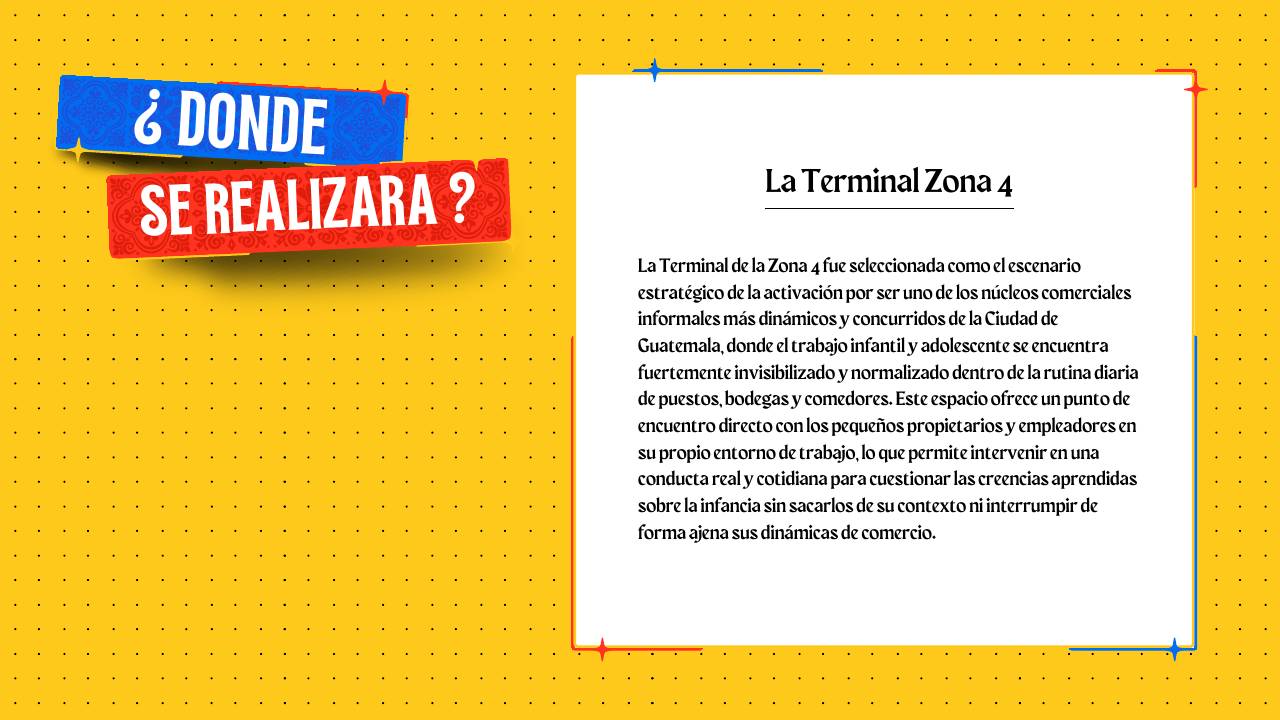 ¿ DONDE
SE REALIZARA ?
La Terminal Zona 4
La Terminal de la Zona 4 fue seleccionada como el escenario
estratégico de la activación por ser uno de los núcleos comerciales
informales más dinámicos y concurridos de la Ciudad de
Guatemala, donde el trabajo infantil y adolescente se encuentra
fuertemente invisibilizado y normalizado dentro de la rutina diaria
de puestos, bodegas y comedores. Este espacio ofrece un punto de
encuentro directo con los pequeños propietarios y empleadores en
su propio entorno de trabajo, lo que permite intervenir en una
conducta real y cotidiana para cuestionar las creencias aprendidas
sobre la infancia sin sacarlos de su contexto ni interrumpir de
forma ajena sus dinámicas de comercio.